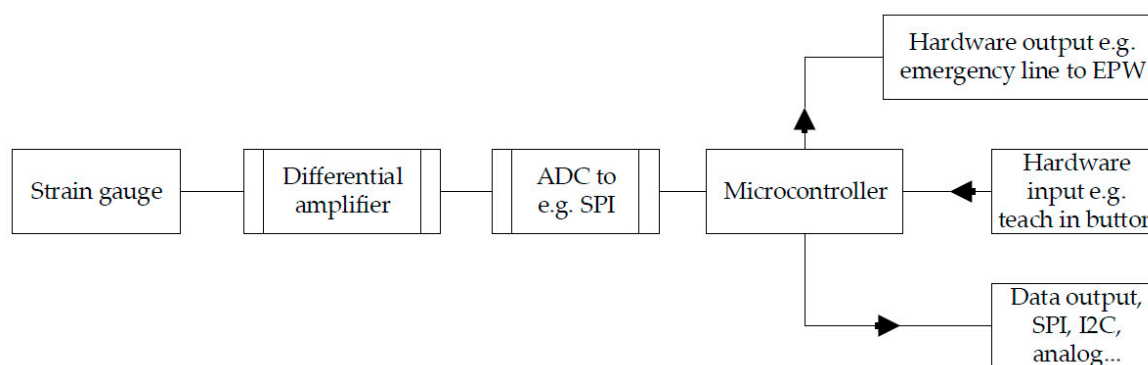 Hardware output e.g.
emergency line to EPW
Strain gauge
Differential
amplifier
ADC to
e.g. SPI
Microcontroller
Hardware
input e.g.
teach in button
Data output,
SPI, I2C,
analog...